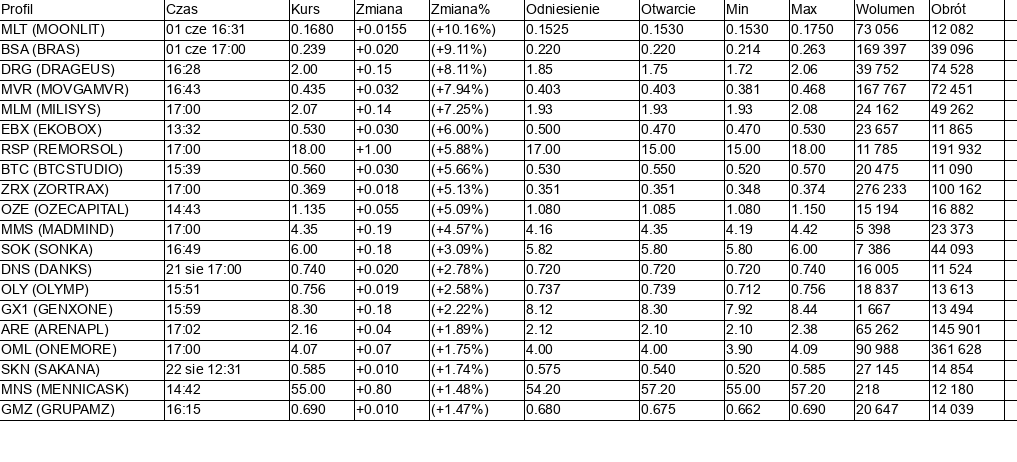 Profil Czas Kurs Zmiana Zmiana% Odniesienie Otwarcie Min Max Wolumen Obrót
MLT (MOONLIT) 01 cze 16:31 0.1680 +0.0155 (+10.16%) 0.1525 0.1530 0.1530 0.1750 73 056 12 082
BSA (BRAS) 01 cze 17:00 0.239 +0.020 (+9.11%) 0.220 0.220 0.214 0.263 169 397 39 096
DRG (DRAGEUS) 16:28 2.00 +0.15 (+8.11%) 1.85 1.75 1.72 2.06 39 752 74 528
MVR (MOVGAMVR) 16:43 0.435 +0.032 (+7.94%) 0.403 0.403 0.381 0.468 167 767 72 451
MLM (MILISYS) 17:00 2.07 +0.14 (+7.25%) 1.93 1.93 1.93 2.08 24 162 49 262
EBX (EKOBOX) 13:32 0.530 +0.030 (+6.00%) 0.500 0.470 0.470 0.530 23 657 11 865
RSP (REMORSOL) 17:00 18.00 +1.00 (+5.88%) 17.00 15.00 15.00 18.00 11 785 191 932
BTC (BTCSTUDIO) 15:39 0.560 +0.030 (+5.66%) 0.530 0.550 0.520 0.570 20 475 11 090
ZRX (ZORTRAX) 17:00 0.369 +0.018 (+5.13%) 0.351 0.351 0.348 0.374 276 233 100 162
OZE (OZECAPITAL) 14:43 1.135 +0.055 (+5.09%) 1.080 1.085 1.080 1.150 15 194 16 882
MMS (MADMIND) 17:00 4.35 +0.19 (+4.57%) 4.16 4.35 4.19 4.42 5 398 23 373
SOK (SONKA) 16:49 6.00 +0.18 (+3.09%) 5.82 5.80 5.80 6.00 7 386 44 093
DNS (DANKS) 21 sie 17:00 0.740 +0.020 (+2.78%) 0.720 0.720 0.720 0.740 16 005 11 524
OLY (OLYMP) 15:51 0.756 +0.019 (+2.58%) 0.737 0.739 0.712 0.756 18 837 13 613
GX1 (GENXONE) 15:59 8.30 +0.18 (+2.22%) 8.12 8.30 7.92 8.44 1 667 13 494
ARE (ARENAPL) 17:02 2.16 +0.04 (+1.89%) 2.12 2.10 2.10 2.38 65 262 145 901
OML (ONEMORE) 17:00 4.07 +0.07 (+1.75%) 4.00 4.00 3.90 4.09 90 988 361 628
SKN (SAKANA) 22 sie 12:31 0.585 +0.010 (+1.74%) 0.575 0.540 0.520 0.585 27 145 14 854
MNS (MENNICASK) 14:42 55.00 +0.80 (+1.48%) 54.20 57.20 55.00 57.20 218 12 180
GMZ (GRUPAMZ) 16:15 0.690 +0.010 (+1.47%) 0.680 0.675 0.662 0.690 20 647 14 039